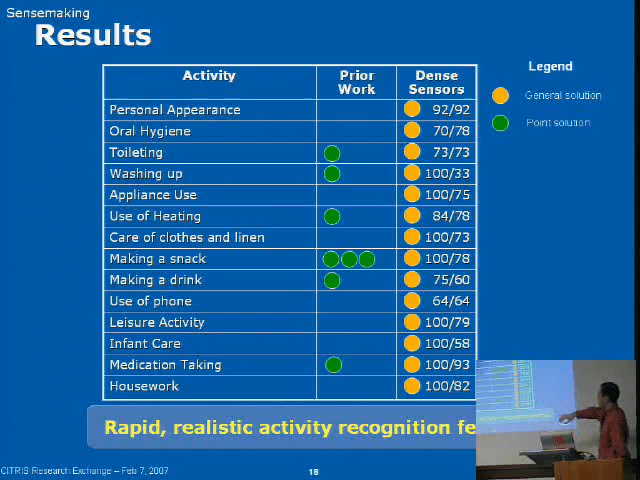 Sensemaking
Results
Activity Prior Work Dense Sensors
Personal Appearance 92/92
Oral Hygiene 70/78
Toileting 73/73
Washing up 100/33
Appliance Use 100/75
Use of Heating 84/78
Care of clothes and linen 100/73
Making a snack 100/78
Making a drink 75/60
Use of phone 64/64
Leisure Activity 100/79
Infant Care 100/58
Medication Taking 100/93
Housework 100/82
Legend
General solution
Point solution
Rapid, realistic activity recognition
CITRIS Research Exchange – Feb 7, 2007
18